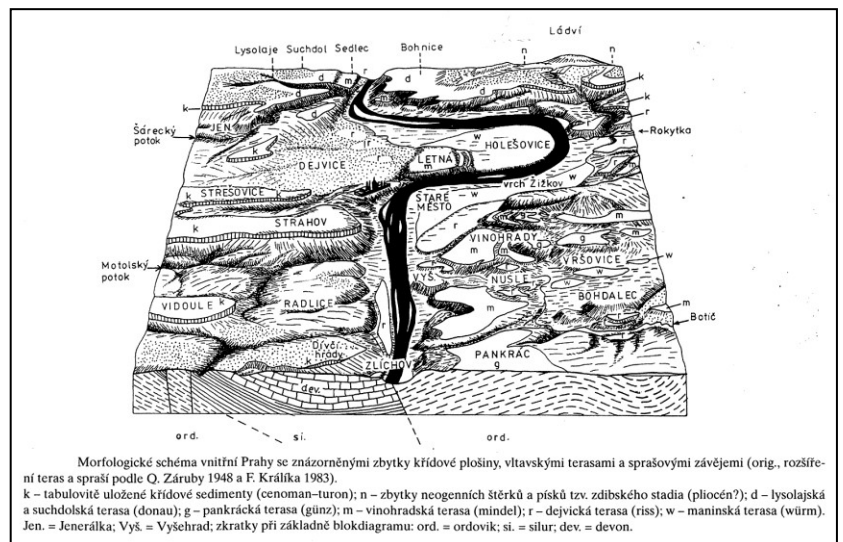 Ládví
Lysolaje Suchdol Sedlec r Bohnice n n
d m d d k
k d m k
JEN. d r
Šárecký
potok
r w Rokytka
k r HOLEŠOVICE r
DEJVICE r LETNÁ
m w
k STŘEŠOVICE k vrch Žižkov
STARÉ w
MĚSTO
k STRAHOV r m
VINOHRADY g m
m m g
Motolský
potok
VRŠOVICE w
VYŠ. NUSLE w
VIDOULE k RADLICE BOHDALEC
r m m
Botič
Dívčí
hrady
k ZLÍCHOV PANKRÁC
g
dev.
ord. si. ord.
Morfologické schéma vnitřní Prahy se znázorněnými zbytky křídové plošiny, vltavskými terasami a sprašovými závějemi (orig., rozšíře-
ní teras a spraší podle Q. Záruby 1948 a F. Králíka 1983).
k – tabulovitě uložené křídové sedimenty (cenoman–turon); n – zbytky neogenních štěrků a písků tzv. zdibského stadia (pliocén?); d – lysolajská
a suchdolská terasa (donau); g – pankrácká terasa (günz); m – vinohradská terasa (mindel); r – dejvická terasa (riss); w – maninská terasa (würm).
Jen. = Jenerálka; Vyš. = Vyšehrad; zkratky při základně blokdiagramu: ord. = ordovik; si. = silur; dev. = devon.